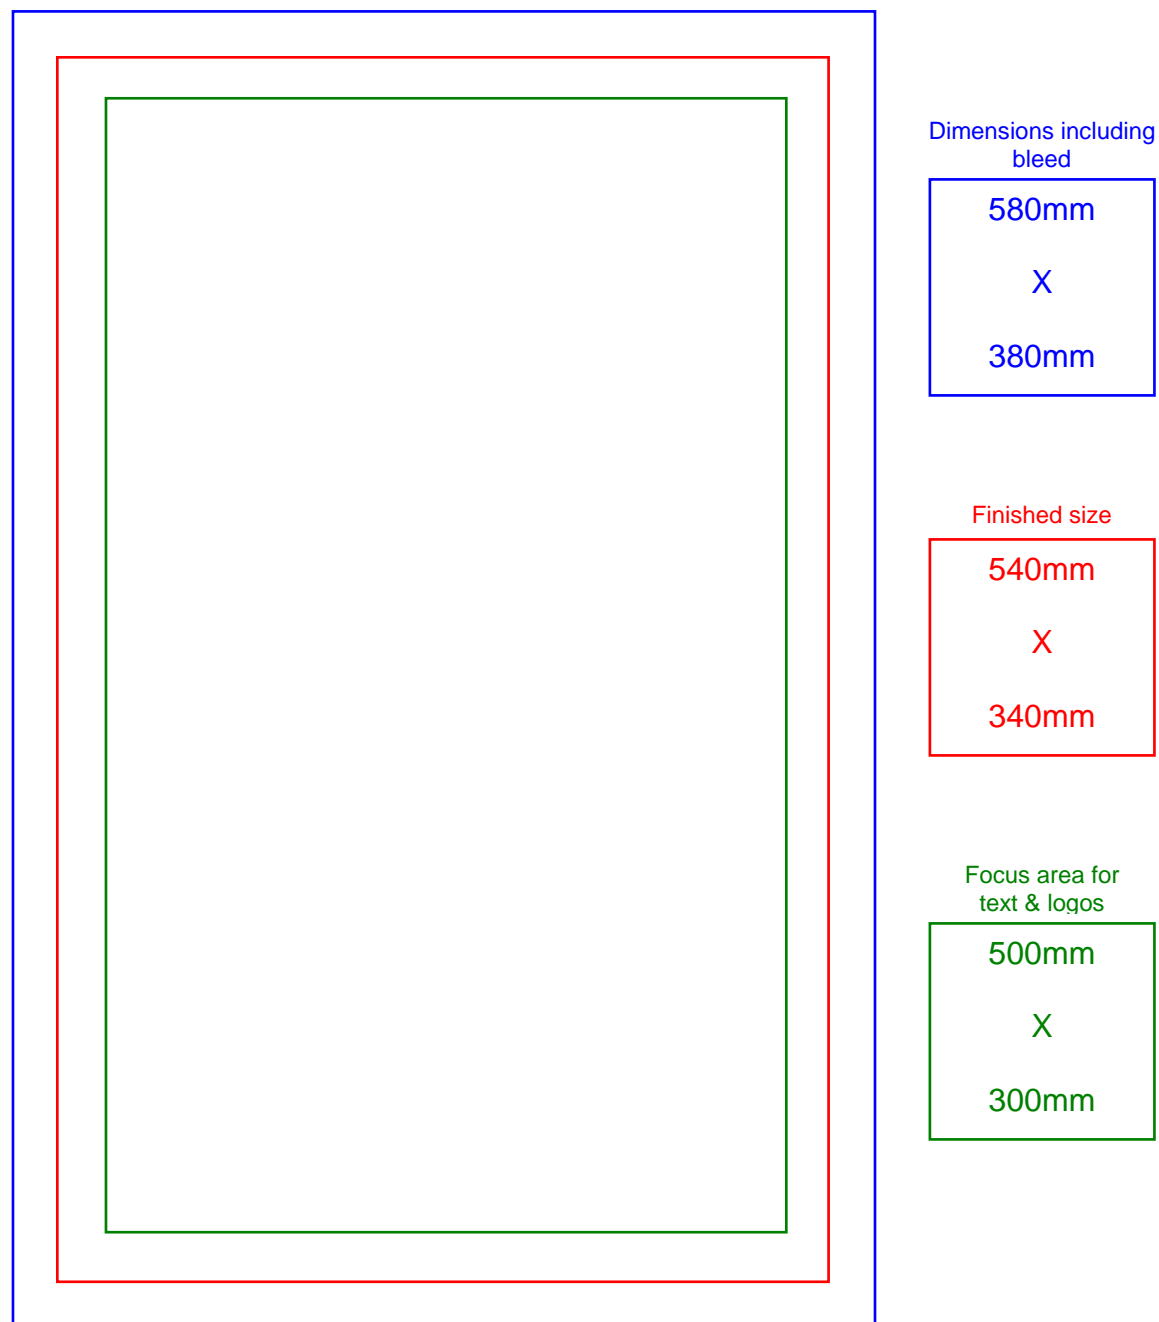 Dimensions including
bleed
580mm
X
380mm
Finished size
540mm
X
340mm
Focus area for
text & logos
500mm
X
300mm